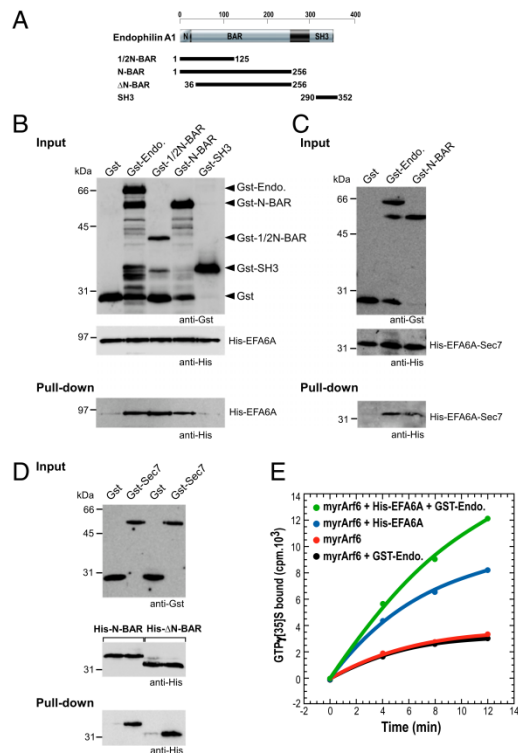 A
0 100 200 300 400
Endophilin A1 N BAR SH3
1/2N-BAR 1 125
N-BAR 1 256
ΔN-BAR 36 256
SH3 290 352
B
Input
kDa Gst Gst-Endo. Gst-1/2N-BAR Gst-N-BAR Gst-SH3
66
45
31
Gst-Endo.
Gst-N-BAR
Gst-1/2N-BAR
Gst-SH3
Gst
anti-Gst
97 His-EFA6A
anti-His
Pull-down
97 His-EFA6A
anti-His
C
Input
kDa Gst Gst-Endo. Gst-N-BAR
66
45
31
anti-Gst
31 His-EFA6A-Sec7
anti-His
Pull-down
31 His-EFA6A-Sec7
anti-His
D
Input
kDa Gst Gst-Sec7 Gst Gst-Sec7
66
45
31
anti-Gst
His-N-BAR His-ΔN-BAR
31
anti-His
Pull-down
31
anti-His
E
myrArf6 + His-EFA6A + GST-Endo.
myrArf6 + His-EFA6A
myrArf6
myrArf6 + GST-Endo.
GTPγ[35]S bound (cpm.10³)
14
12
10
8
6
4
2
0
-2
-2 0 2 4 6 8 10 12 14
Time (min)